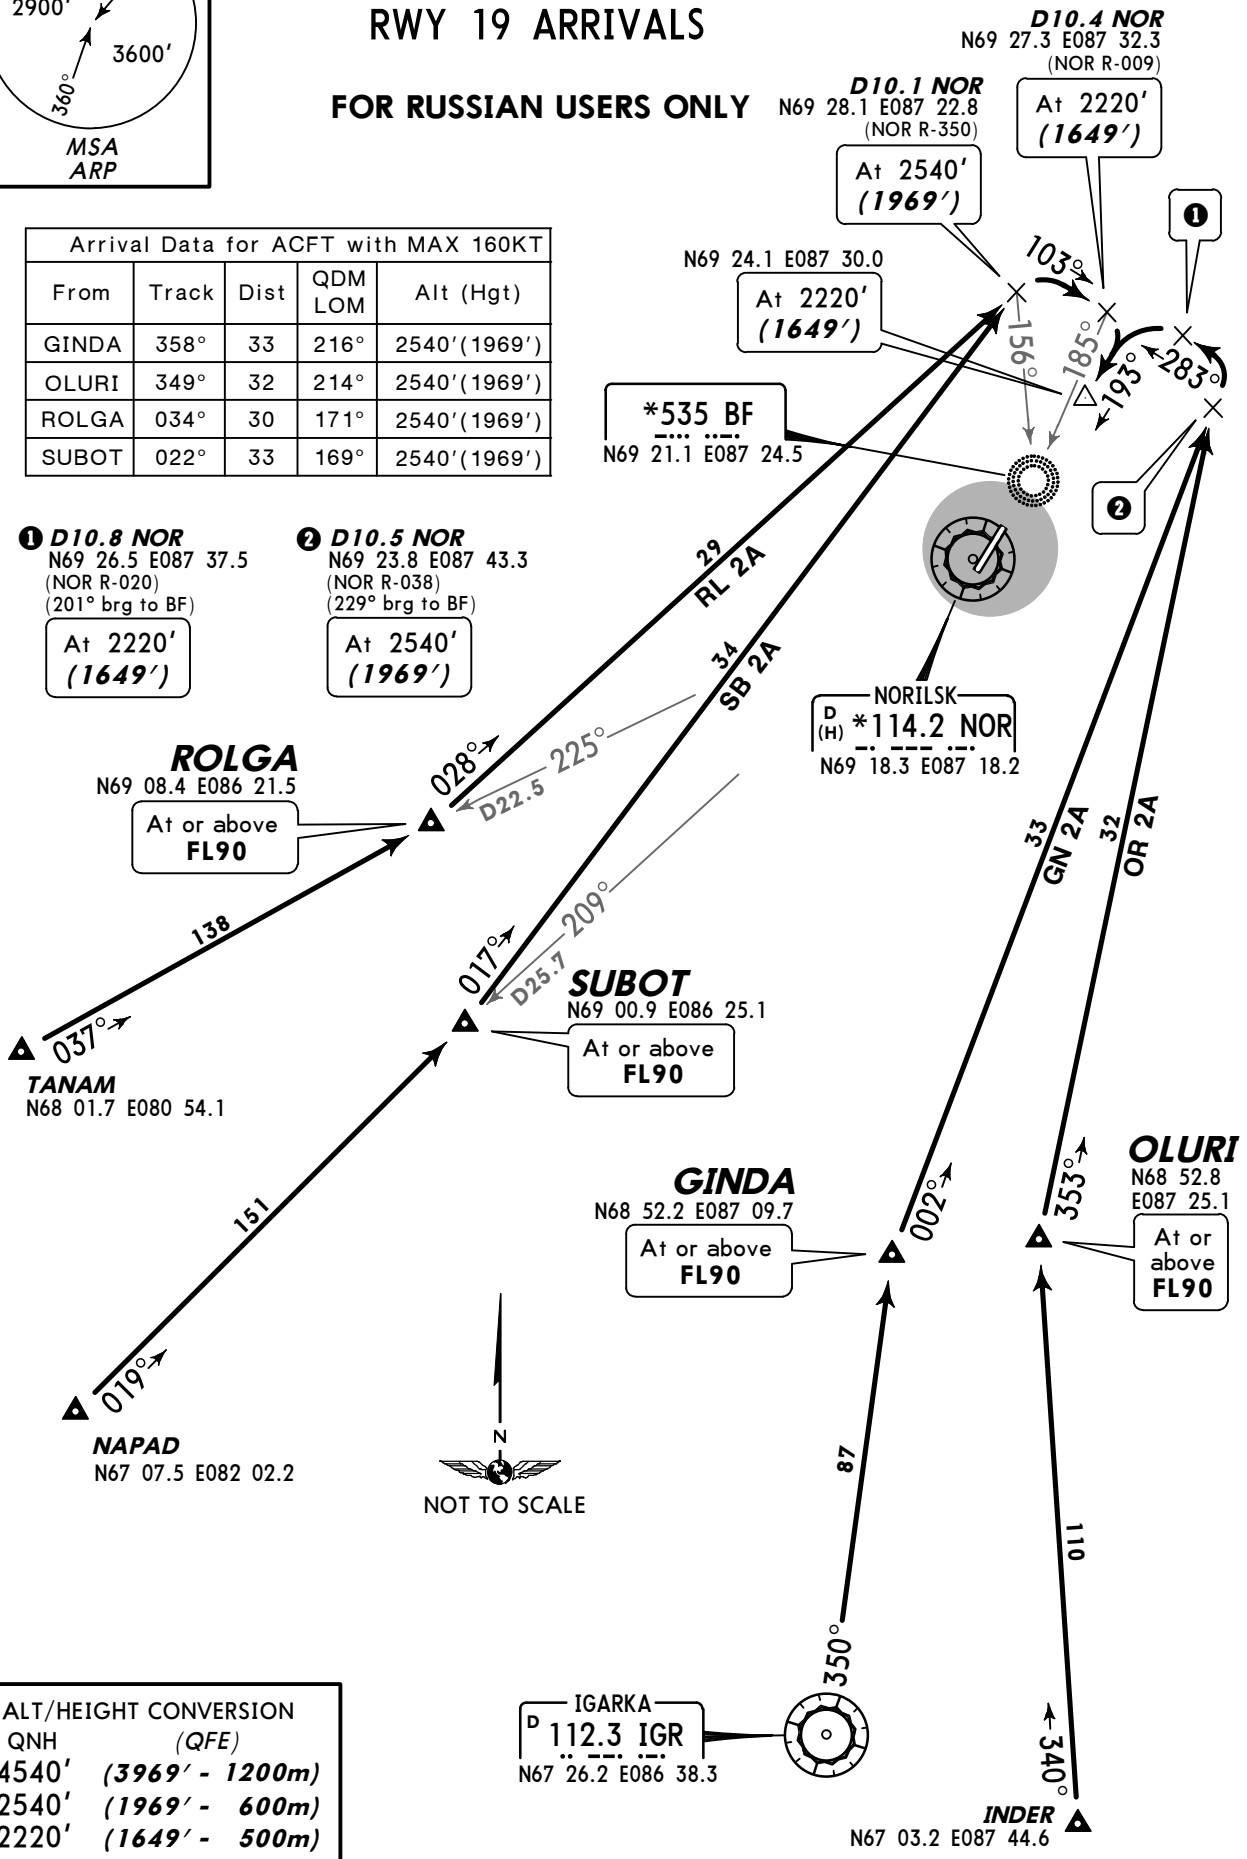 2900'
3600'
360°
MSA
ARP
RWY 19 ARRIVALS
FOR RUSSIAN USERS ONLY
D10.4 NOR
N69 27.3 E087 32.3
(NOR R-009)
At 2220'
(1649')
D10.1 NOR
N69 28.1 E087 22.8
(NOR R-350)
At 2540'
(1969')
N69 24.1 E087 30.0
At 2220'
(1649')
103°
156°
185°
193°
283°
❶
❷
Arrival Data for ACFT with MAX 160KT
From Track Dist QDM LOM Alt (Hgt)
GINDA 358° 33 216° 2540'(1969')
OLURI 349° 32 214° 2540'(1969')
ROLGA 034° 30 171° 2540'(1969')
SUBOT 022° 33 169° 2540'(1969')
*535 BF
N69 21.1 E087 24.5
❶ D10.8 NOR
N69 26.5 E087 37.5
(NOR R-020)
(201° brg to BF)
At 2220'
(1649')
❷ D10.5 NOR
N69 23.8 E087 43.3
(NOR R-038)
(229° brg to BF)
At 2540'
(1969')
29
RL 2A
34
SB 2A
NORILSK
D
(H) *114.2 NOR
N69 18.3 E087 18.2
ROLGA
N69 08.4 E086 21.5
At or above
FL90
028°
225°
D22.5
209°
D25.7
017°
138
037°
TANAM
N68 01.7 E080 54.1
SUBOT
N69 00.9 E086 25.1
At or above
FL90
33
GN 2A
32
OR 2A
151
019°
NAPAD
N67 07.5 E082 02.2
GINDA
N68 52.2 E087 09.7
At or above
FL90
002°
353°
OLURI
N68 52.8
E087 25.1
At or
above
FL90
N
NOT TO SCALE
87
110
350°
340°
IGARKA
D 112.3 IGR
N67 26.2 E086 38.3
INDER
N67 03.2 E087 44.6
ALT/HEIGHT CONVERSION
QNH (QFE)
4540' (3969' - 1200m)
2540' (1969' - 600m)
2220' (1649' - 500m)